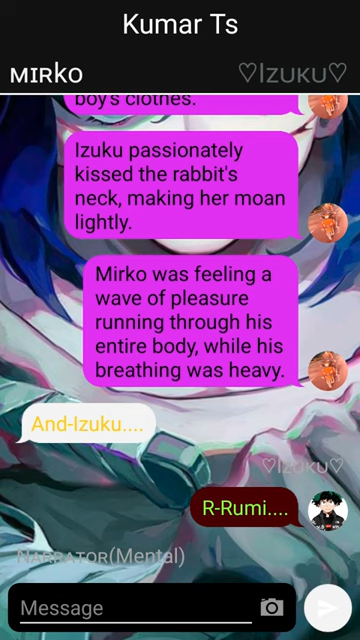 Kumar Ts
MIRKO
♡IZUKU♡
boy's clothes.
Izuku passionately
kissed the rabbit's
neck, making her moan
lightly.
Mirko was feeling a
wave of pleasure
running through his
entire body, while his
breathing was heavy.
And-Izuku....
♡IZUKU♡
R-Rumi....
NARRATOR(Mental)
Message